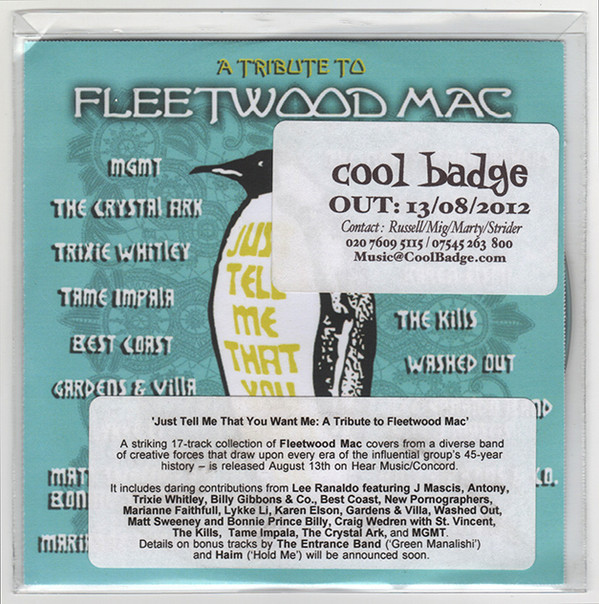 A TRIBUTE TO
FLEETWOOD MAC
MGMT
THE CRYSTAL ARK
TRIXIE WHITLEY
TAME IMPALA
BEST COAST
GARDENS & VILLA
JUST
TELL
ME
THAT
YOU
cool badge
OUT: 13/08/2012
Contact: Russell/Mig/Marty/Strider
020 7609 5115 / 07545 263 800
Music@CoolBadge.com
THE KILLS
WASHED OUT
'Just Tell Me That You Want Me: A Tribute to Fleetwood Mac'
A striking 17-track collection of Fleetwood Mac covers from a diverse band
of creative forces that draw upon every era of the influential group's 45-year
history – is released August 13th on Hear Music/Concord.
It includes daring contributions from Lee Ranaldo featuring J Mascis, Antony,
Trixie Whitley, Billy Gibbons & Co., Best Coast, New Pornographers,
Marianne Faithfull, Lykke Li, Karen Elson, Gardens & Villa, Washed Out,
Matt Sweeney and Bonnie Prince Billy, Craig Wedren with St. Vincent,
The Kills, Tame Impala, The Crystal Ark, and MGMT.
Details on bonus tracks by The Entrance Band ('Green Manalishi')
and Haim ('Hold Me') will be announced soon.